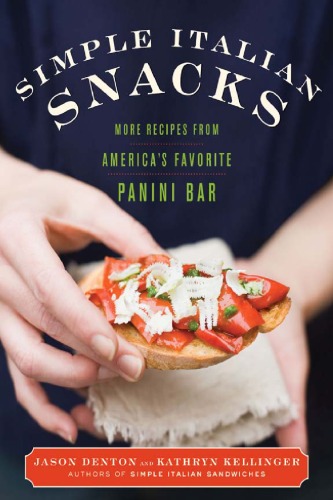 SIMPLE ITALIAN
SNACKS
MORE RECIPES FROM
AMERICA'S FAVORITE
PANINI BAR
JASON DENTON AND KATHRYN KELLINGER
AUTHORS OF SIMPLE ITALIAN SANDWICHES